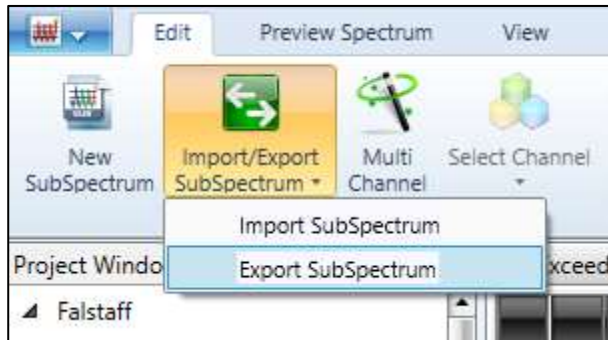 Edit Preview Spectrum View
New Import/Export Multi Select Channel
SubSpectrum SubSpectrum Channel
Import SubSpectrum
Export SubSpectrum
Project Windo xceed
Falstaff